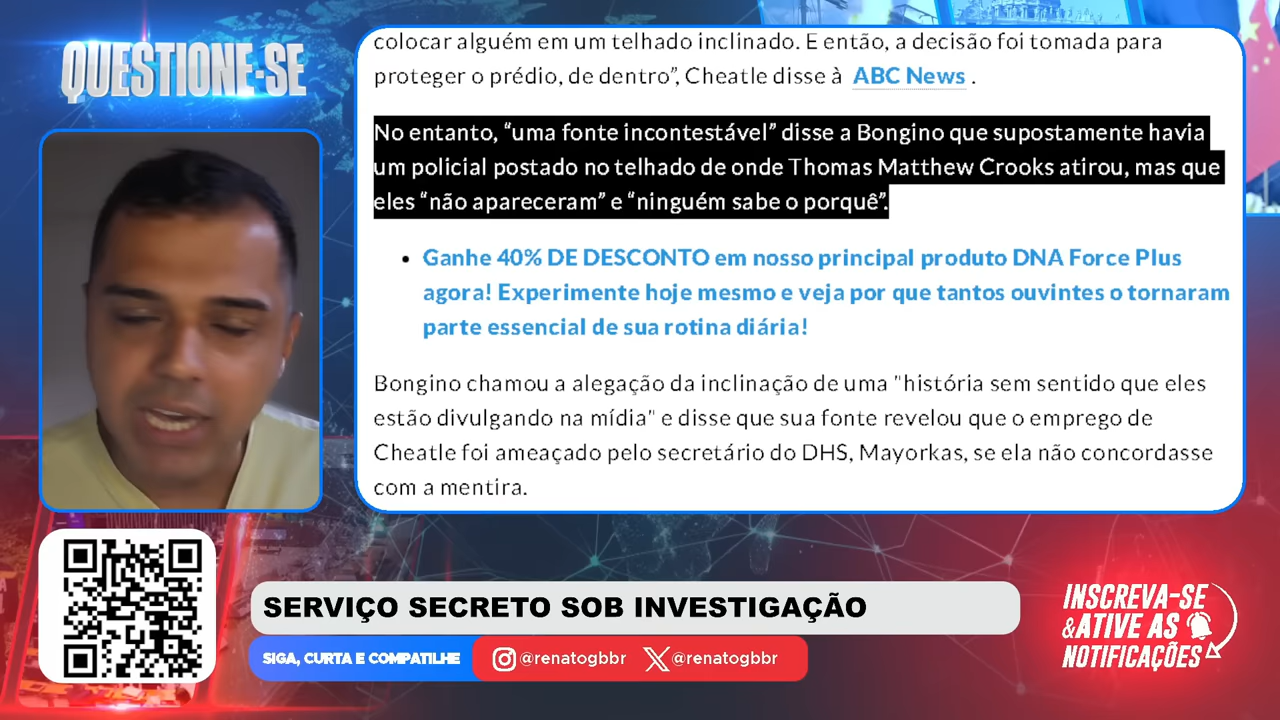 QUESTIONE-SE
colocar alguém em um telhado inclinado. E então, a decisão foi tomada para
proteger o prédio, de dentro”, Cheatle disse à ABC News .
No entanto, “uma fonte incontestável” disse a Bongino que supostamente havia
um policial postado no telhado de onde Thomas Matthew Crooks atirou, mas que
eles “não apareceram” e “ninguém sabe o porquê”.
• Ganhe 40% DE DESCONTO em nosso principal produto DNA Force Plus
agora! Experimente hoje mesmo e veja por que tantos ouvintes o tornaram
parte essencial de sua rotina diária!
Bongino chamou a alegação da inclinação de uma "história sem sentido que eles
estão divulgando na mídia" e disse que sua fonte revelou que o emprego de
Cheatle foi ameaçado pelo secretário do DHS, Mayorkas, se ela não concordasse
com a mentira.
SERVIÇO SECRETO SOB INVESTIGAÇÃO
SIGA, CURTA E COMPATILHE @renatogbbr @renatogbbr
INSCREVA-SE
&ATIVE AS
NOTIFICAÇÕES